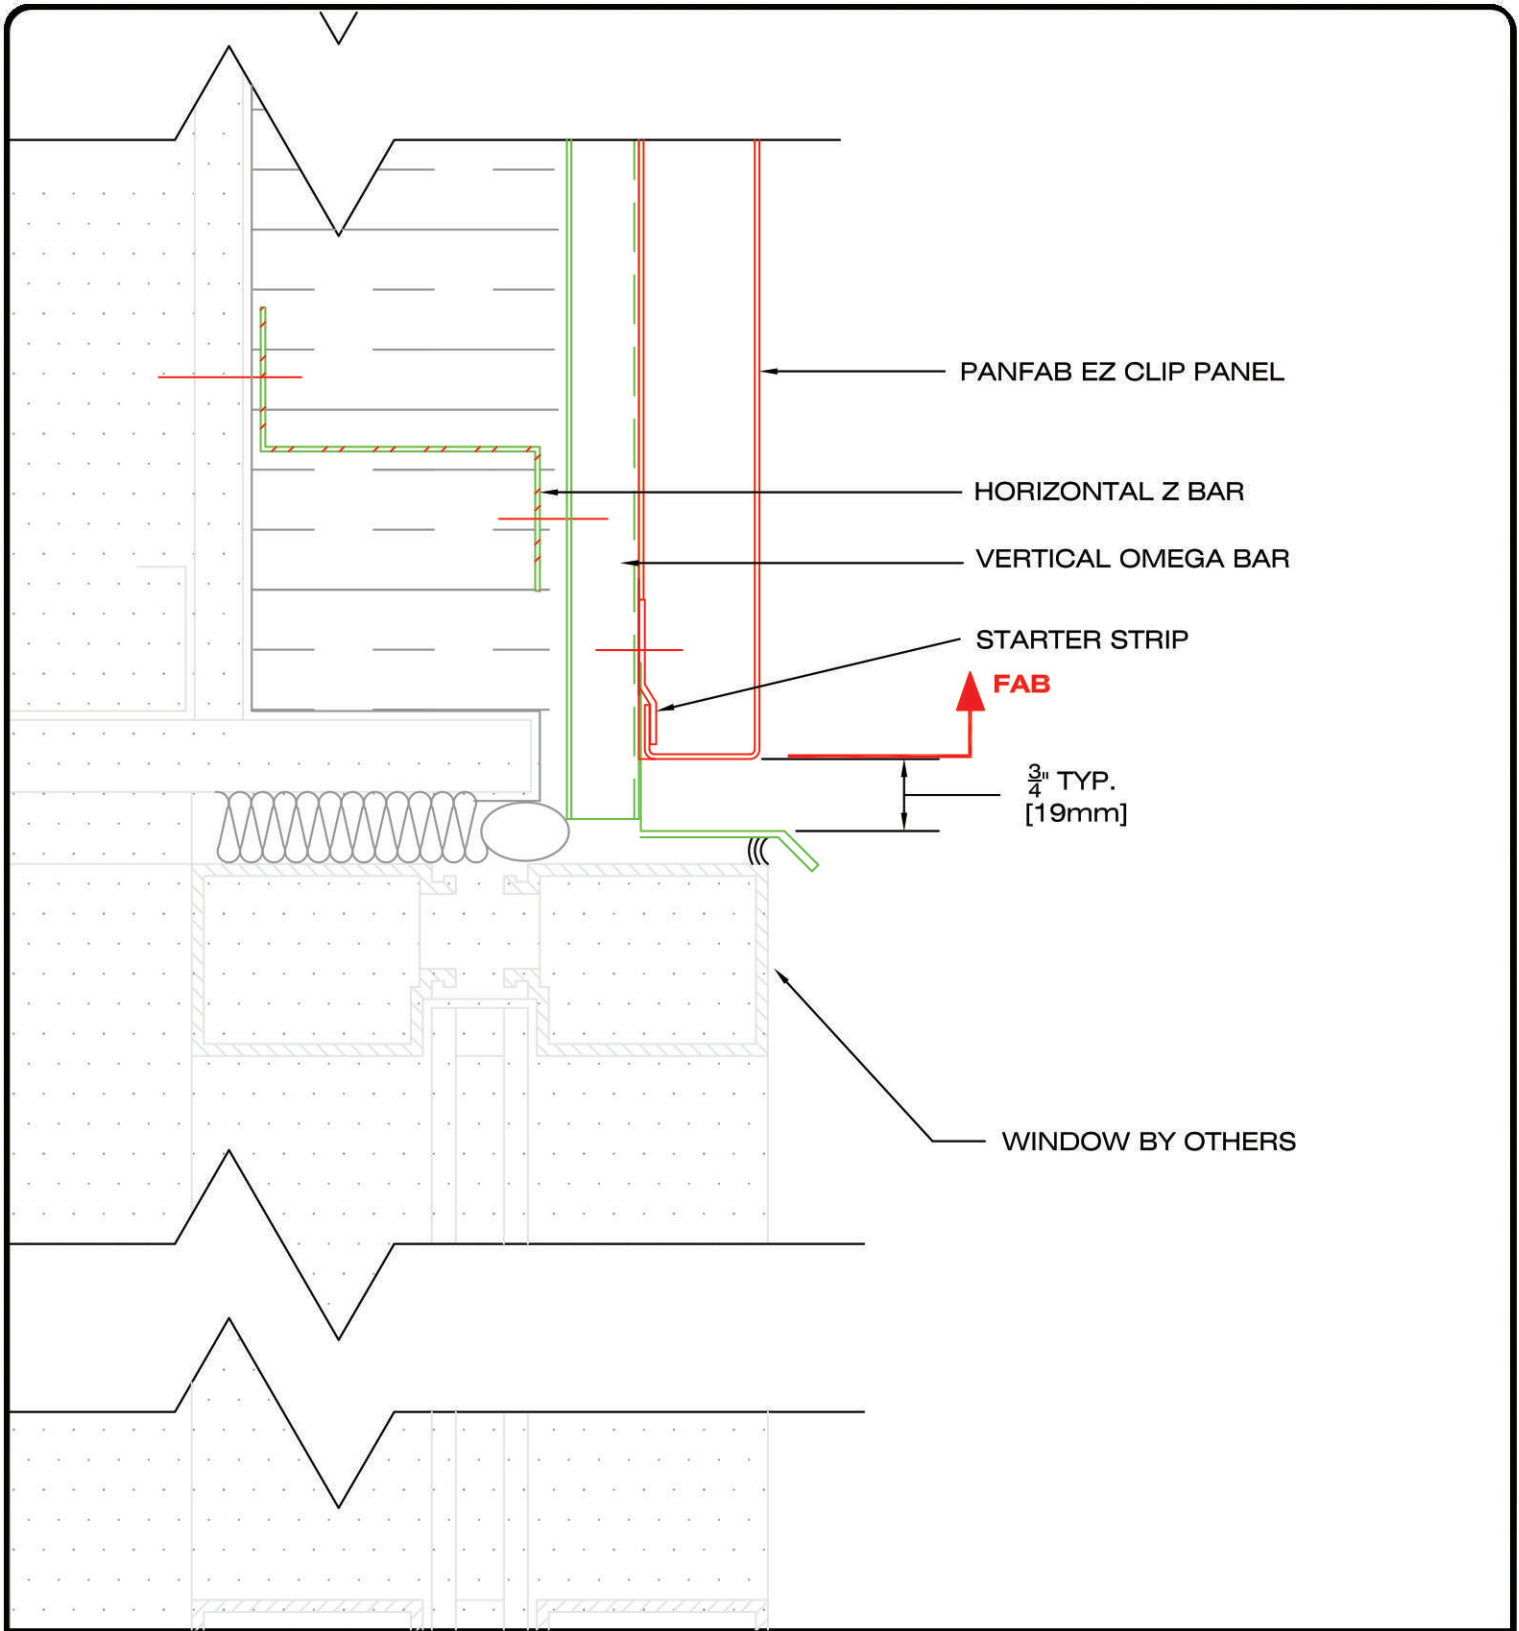 PANFAB EZ CLIP PANEL
HORIZONTAL Z BAR
VERTICAL OMEGA BAR
STARTER STRIP
FAB
3/4" TYP.
[19mm]
WINDOW BY OTHERS